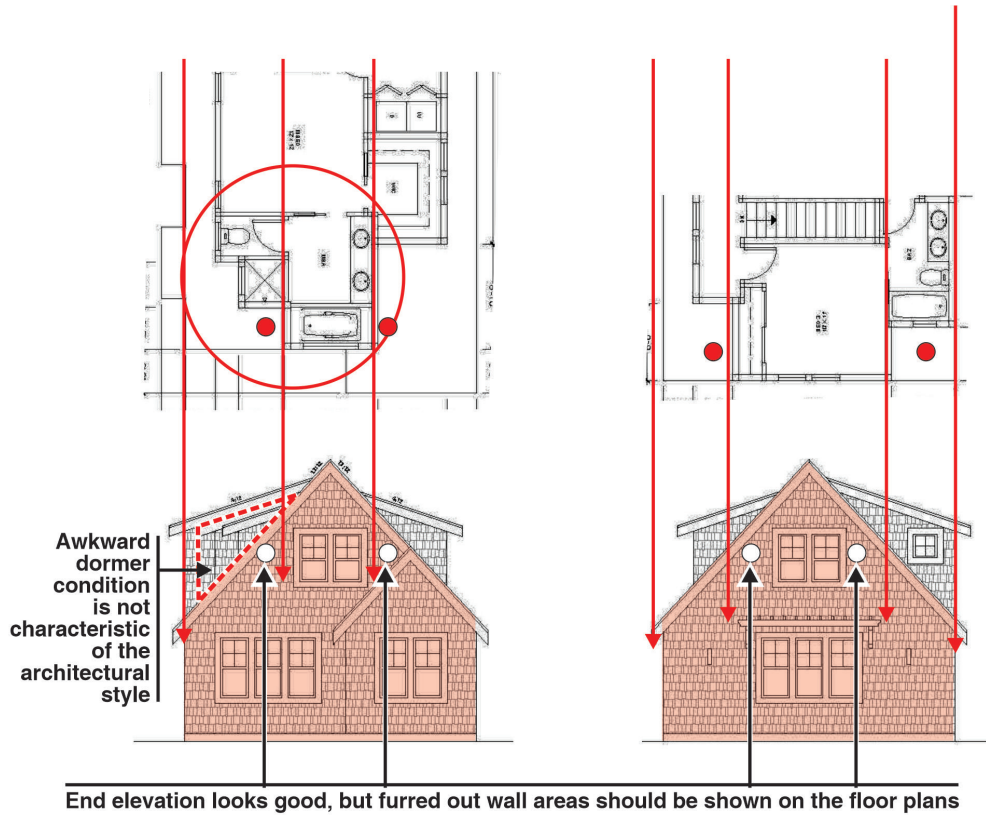 Awkward
dormer
condition
is not
characteristic
of the
architectural
style
End elevation looks good, but furred out wall areas should be shown on the floor plans